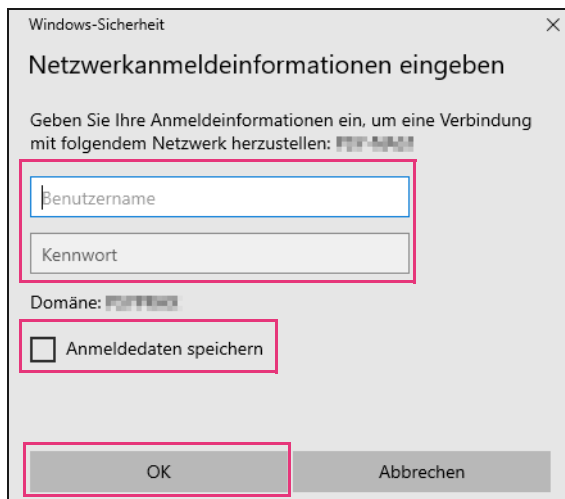 Windows-Sicherheit
Netzwerkanmeldeinformationen eingeben
Geben Sie Ihre Anmeldeinformationen ein, um eine Verbindung
mit folgendem Netzwerk herzustellen:
Benutzername
Kennwort
Domäne:
Anmeldedaten speichern
OK
Abbrechen